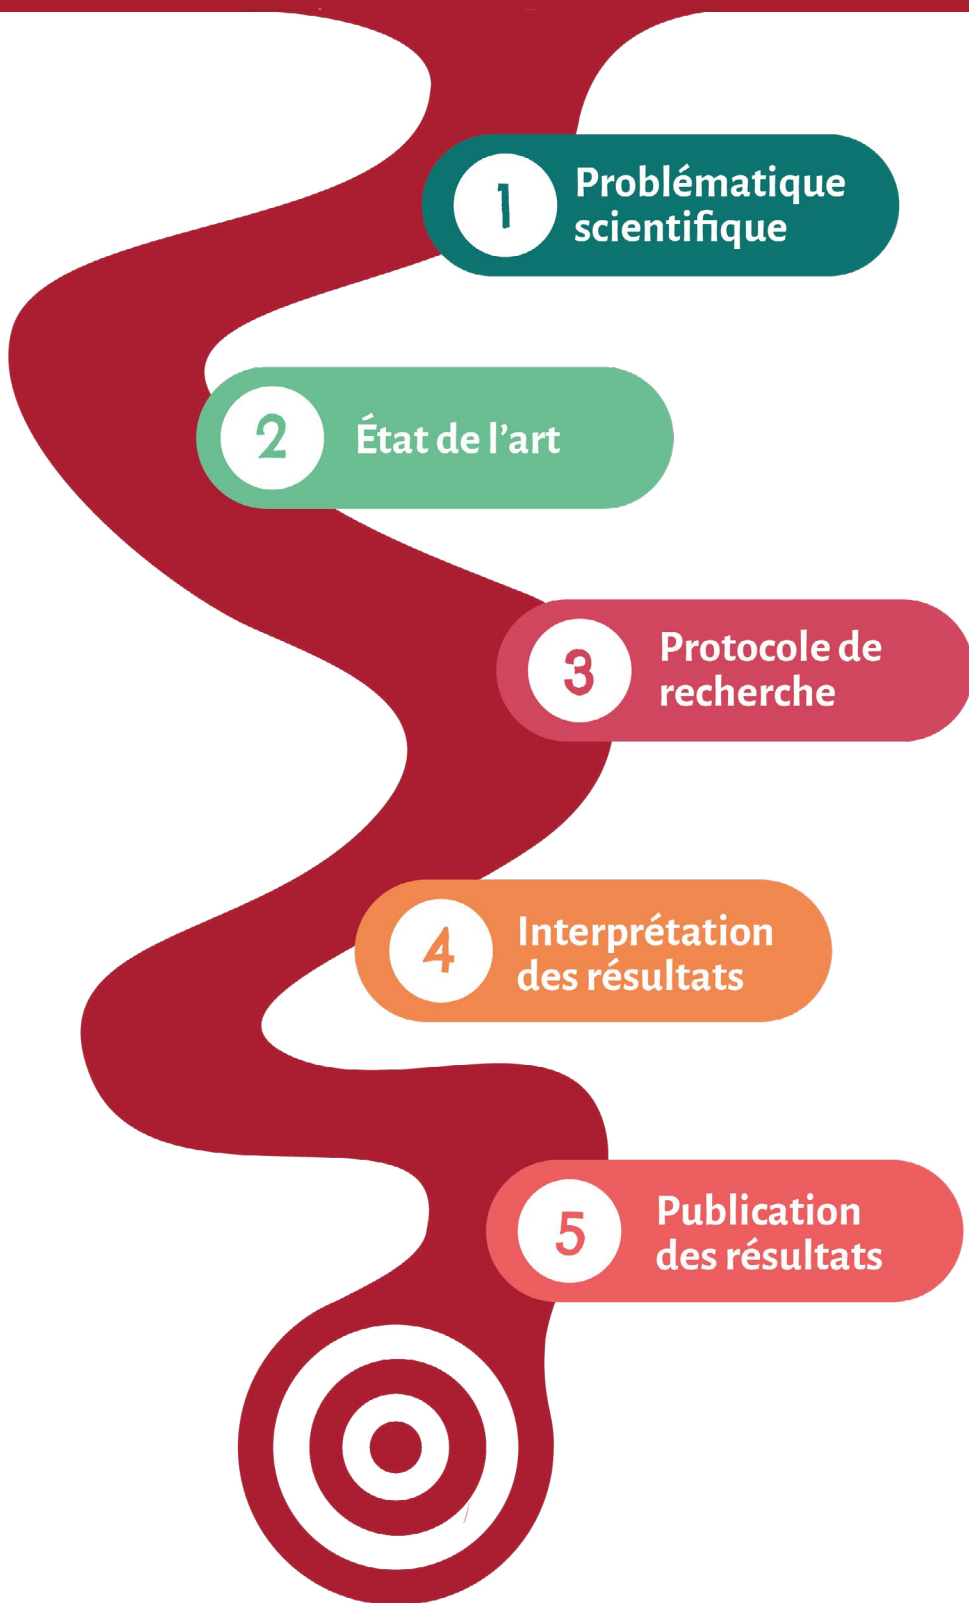 1
Problématique
scientifique
2
État de l’art
3
Protocole de
recherche
4
Interprétation
des résultats
5
Publication
des résultats